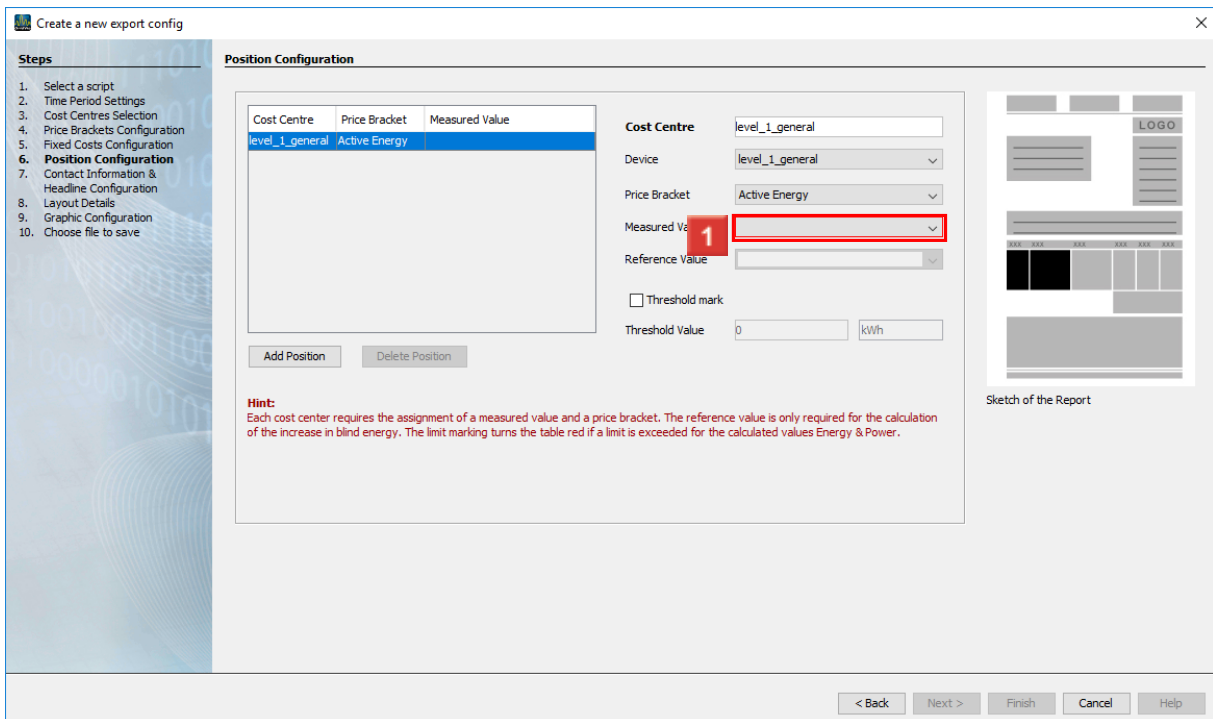 Create a new export config
Steps
1. Select a script
2. Time Period Settings
3. Cost Centres Selection
4. Price Brackets Configuration
5. Fixed Costs Configuration
6. Position Configuration
7. Contact Information &
Headline Configuration
8. Layout Details
9. Graphic Configuration
10. Choose file to save
Position Configuration
Cost Centre Price Bracket Measured Value
level_1_general Active Energy
Add Position Delete Position
Cost Centre level_1_general
Device level_1_general
Price Bracket Active Energy
Measured Va 1
Reference Value
Threshold mark
Threshold Value 0 kWh
Hint:
Each cost center requires the assignment of a measured value and a price bracket. The reference value is only required for the calculation
of the increase in blind energy. The limit marking turns the table red if a limit is exceeded for the calculated values Energy & Power.
LOGO
XXX XXX XXX XXX XXX XXX
Sketch of the Report
< Back Next > Finish Cancel Help